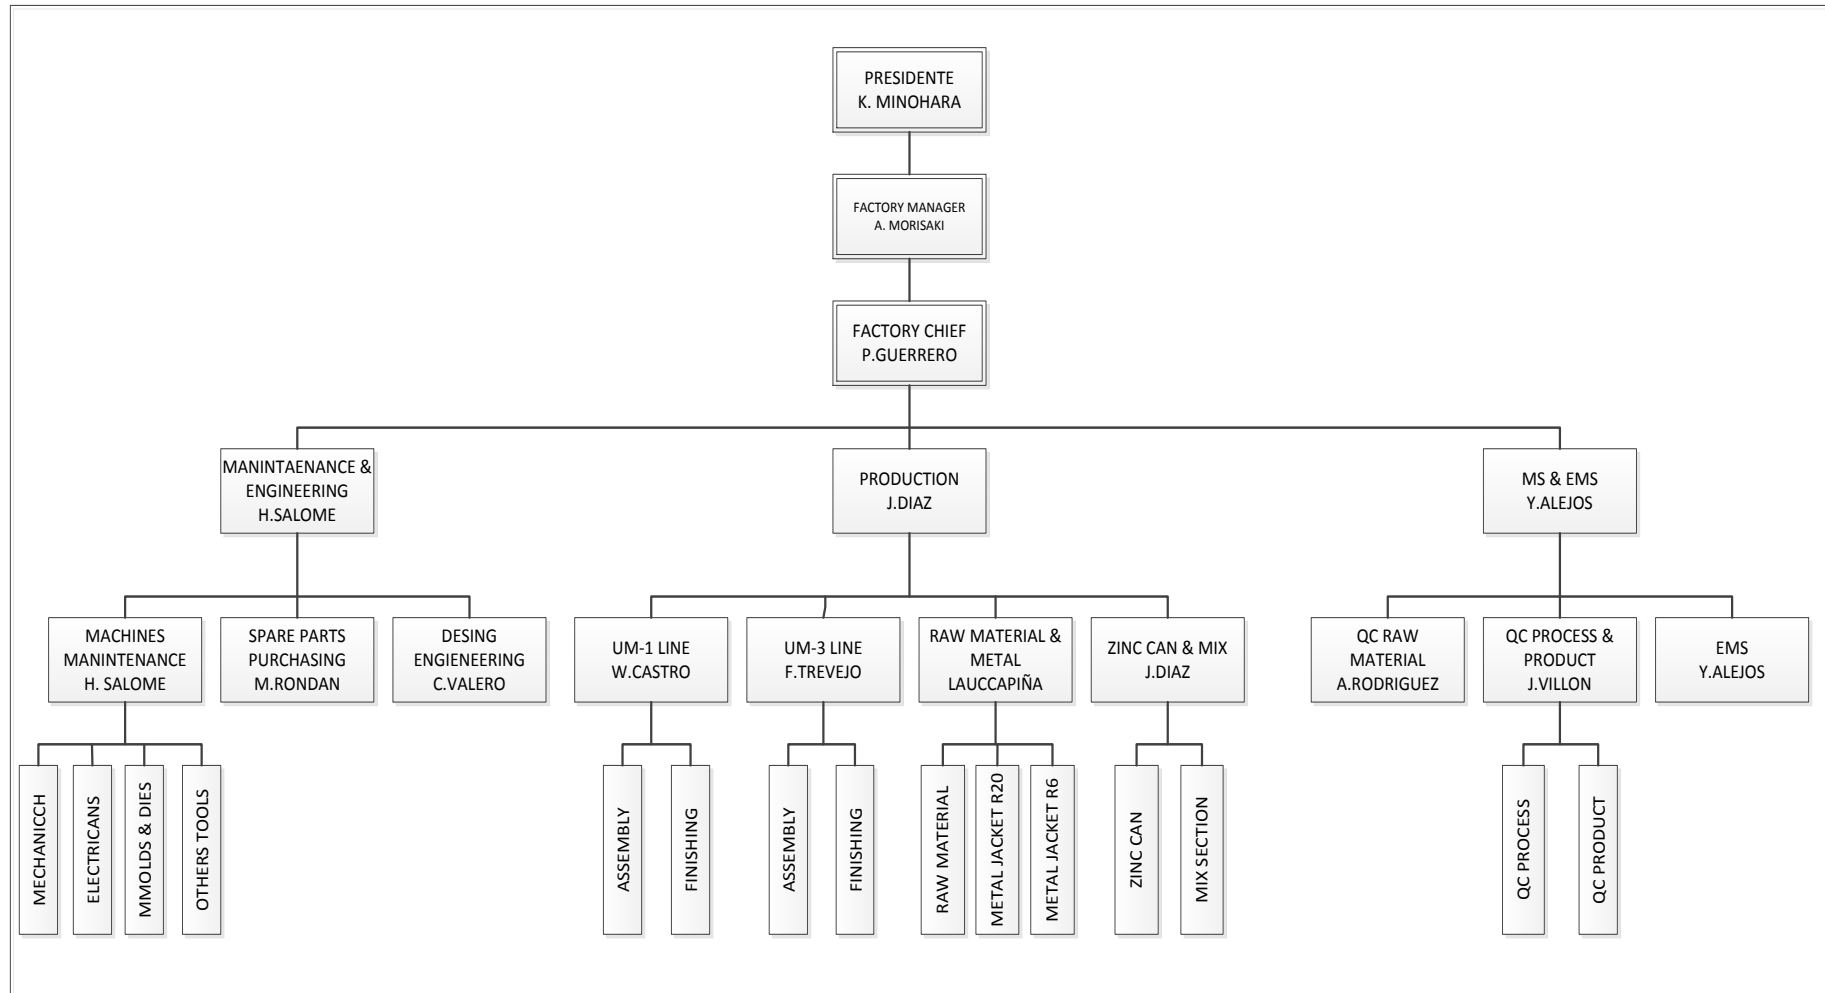 PRESIDENTE
K. MINOHARA
FACTORY MANAGER
A. MORISAKI
FACTORY CHIEF
P.GUERRERO
MANINTAENANCE &
ENGINEERING
H.SALOME
PRODUCTION
J.DIAZ
MS & EMS
Y.ALEJOS
MACHINES
MANINTENANCE
H. SALOME
SPARE PARTS
PURCHASING
M.RONDAN
DESING
ENGIENEERING
C.VALERO
UM-1 LINE
W.CASTRO
UM-3 LINE
F.TREVEJO
RAW MATERIAL &
METAL
LAUCCAPIÑA
ZINC CAN & MIX
J.DIAZ
QC RAW
MATERIAL
A.RODRIGUEZ
QC PROCESS &
PRODUCT
J.VILLON
EMS
Y.ALEJOS
MECHANICCH
ELECTRICANS
MMOLDS & DIES
OTHERS TOOLS
ASSEMBLY
FINISHING
ASSEMBLY
FINISHING
RAW MATERIAL
METAL JACKET R20
METAL JACKET R6
ZINC CAN
MIX SECTION
QC PROCESS
QC PRODUCT